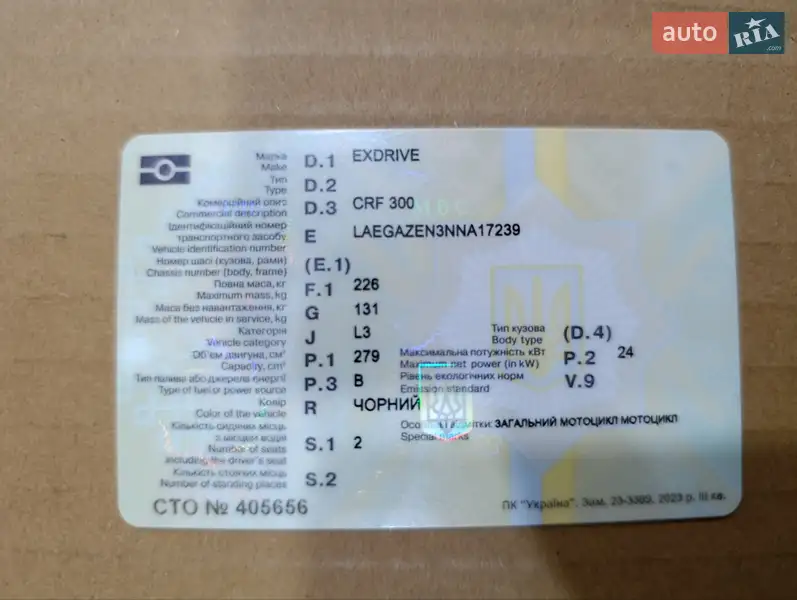 auto RIA .com
Марка
Make
D.1 EXDRIVE
Тип
Type
D.2
Комерційний опис
Commercial description
D.3 CRF 300
МВС
Ідентифікаційний номер
транспортного засобу
Vehicle identification number
E LAEGAZEN3NNA17239
Номер шасі (кузова, рами)
Chassis number (body, frame)
(E.1)
Повна маса, кг
Maximum mass, kg
F.1 226
Маса без навантаження, кг
Mass of the vehicle in service, kg
G 131
Категорія
Vehicle category
J L3
Тип кузова
Body type
(D.4)
Об'єм двигуна, см³
Capacity, cm³
P.1 279
Максимальна потужність кВт
Maximum net power (in kW)
P.2 24
Тип палива або джерела енергії
Type of fuel or power source
P.3 B
Рівень екологічних норм
Emission standard
V.9
Колір
Color of the vehicle
R ЧОРНИЙ
Особливі відмітки: ЗАГАЛЬНИЙ МОТОЦИКЛ МОТОЦИКЛ
Special marks
Кількість сидячих місць
з місцем водія
Number of seats
including the driver's seat
S.1 2
Кількість стоячих місць
Number of standing places
S.2
СТО № 405656
ПК "Україна". Зам. 23-3385. 2023 р. III кв.